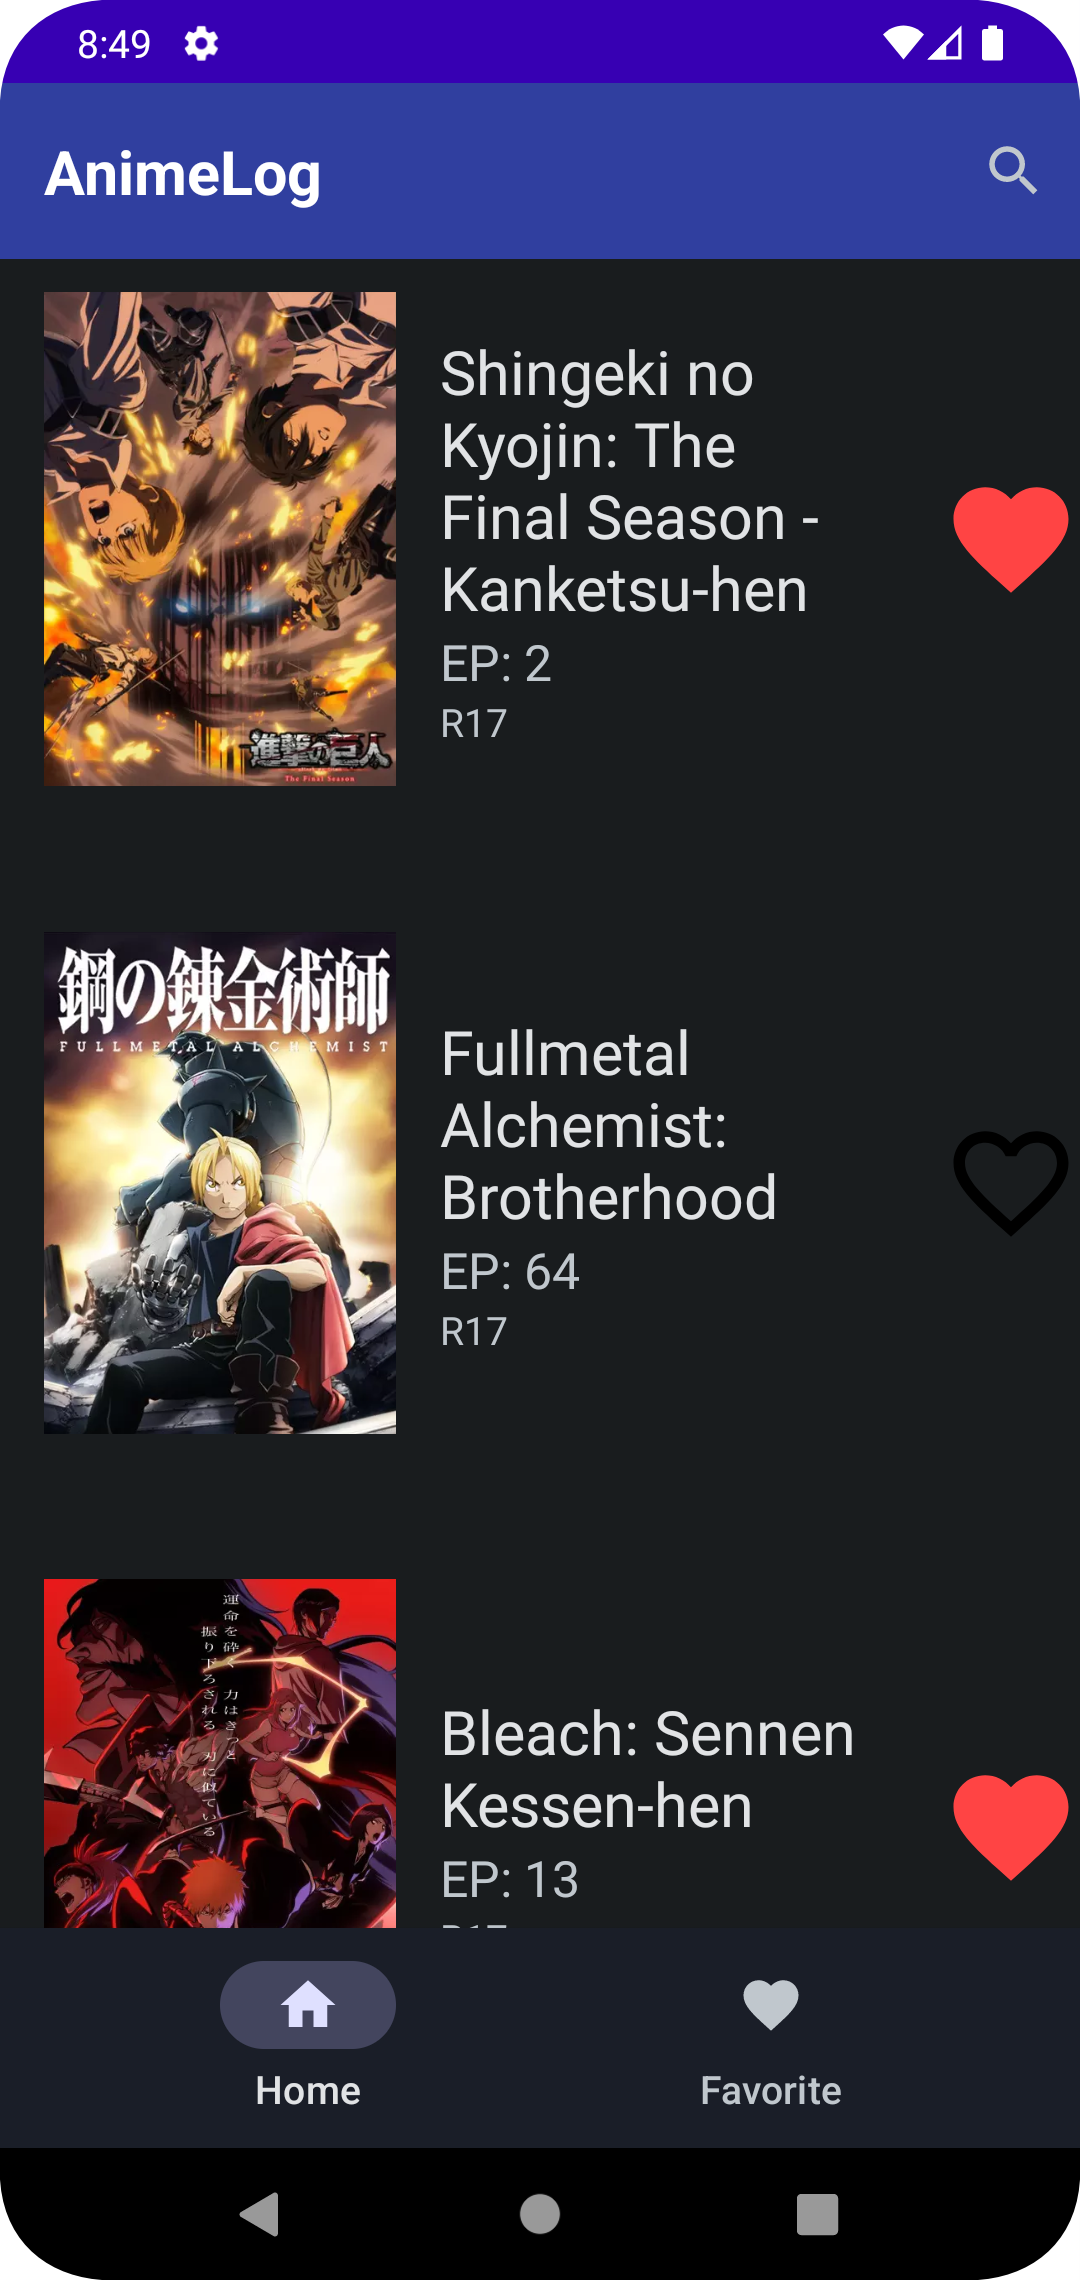 8:49
AnimeLog
進撃の巨人
The Final Season
Shingeki no
Kyojin: The
Final Season -
Kanketsu-hen
EP: 2
R17
鋼の錬金術師
FULLMETAL ALCHEMIST
Fullmetal
Alchemist:
Brotherhood
EP: 64
R17
運命を砕く 力はきっと
振り下ろされる 刃に似ている
Bleach: Sennen
Kessen-hen
EP: 13
R17
Home
Favorite